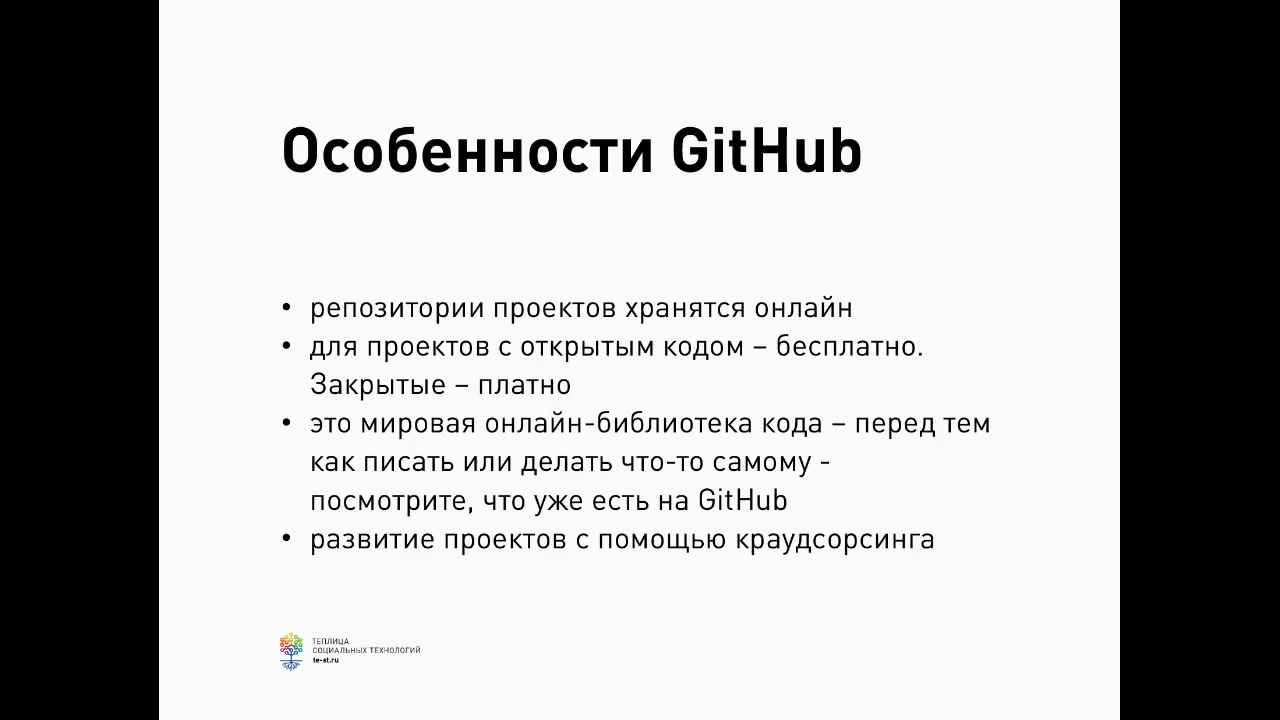 Особенности GitHub
• репозитории проектов хранятся онлайн
• для проектов с открытым кодом – бесплатно.
Закрытые – платно
• это мировая онлайн-библиотека кода – перед тем
как писать или делать что-то самому -
посмотрите, что уже есть на GitHub
• развитие проектов с помощью краудсорсинга
ТЕПЛИЦА
СОЦИАЛЬНЫХ ТЕХНОЛОГИЙ
te-st.ru